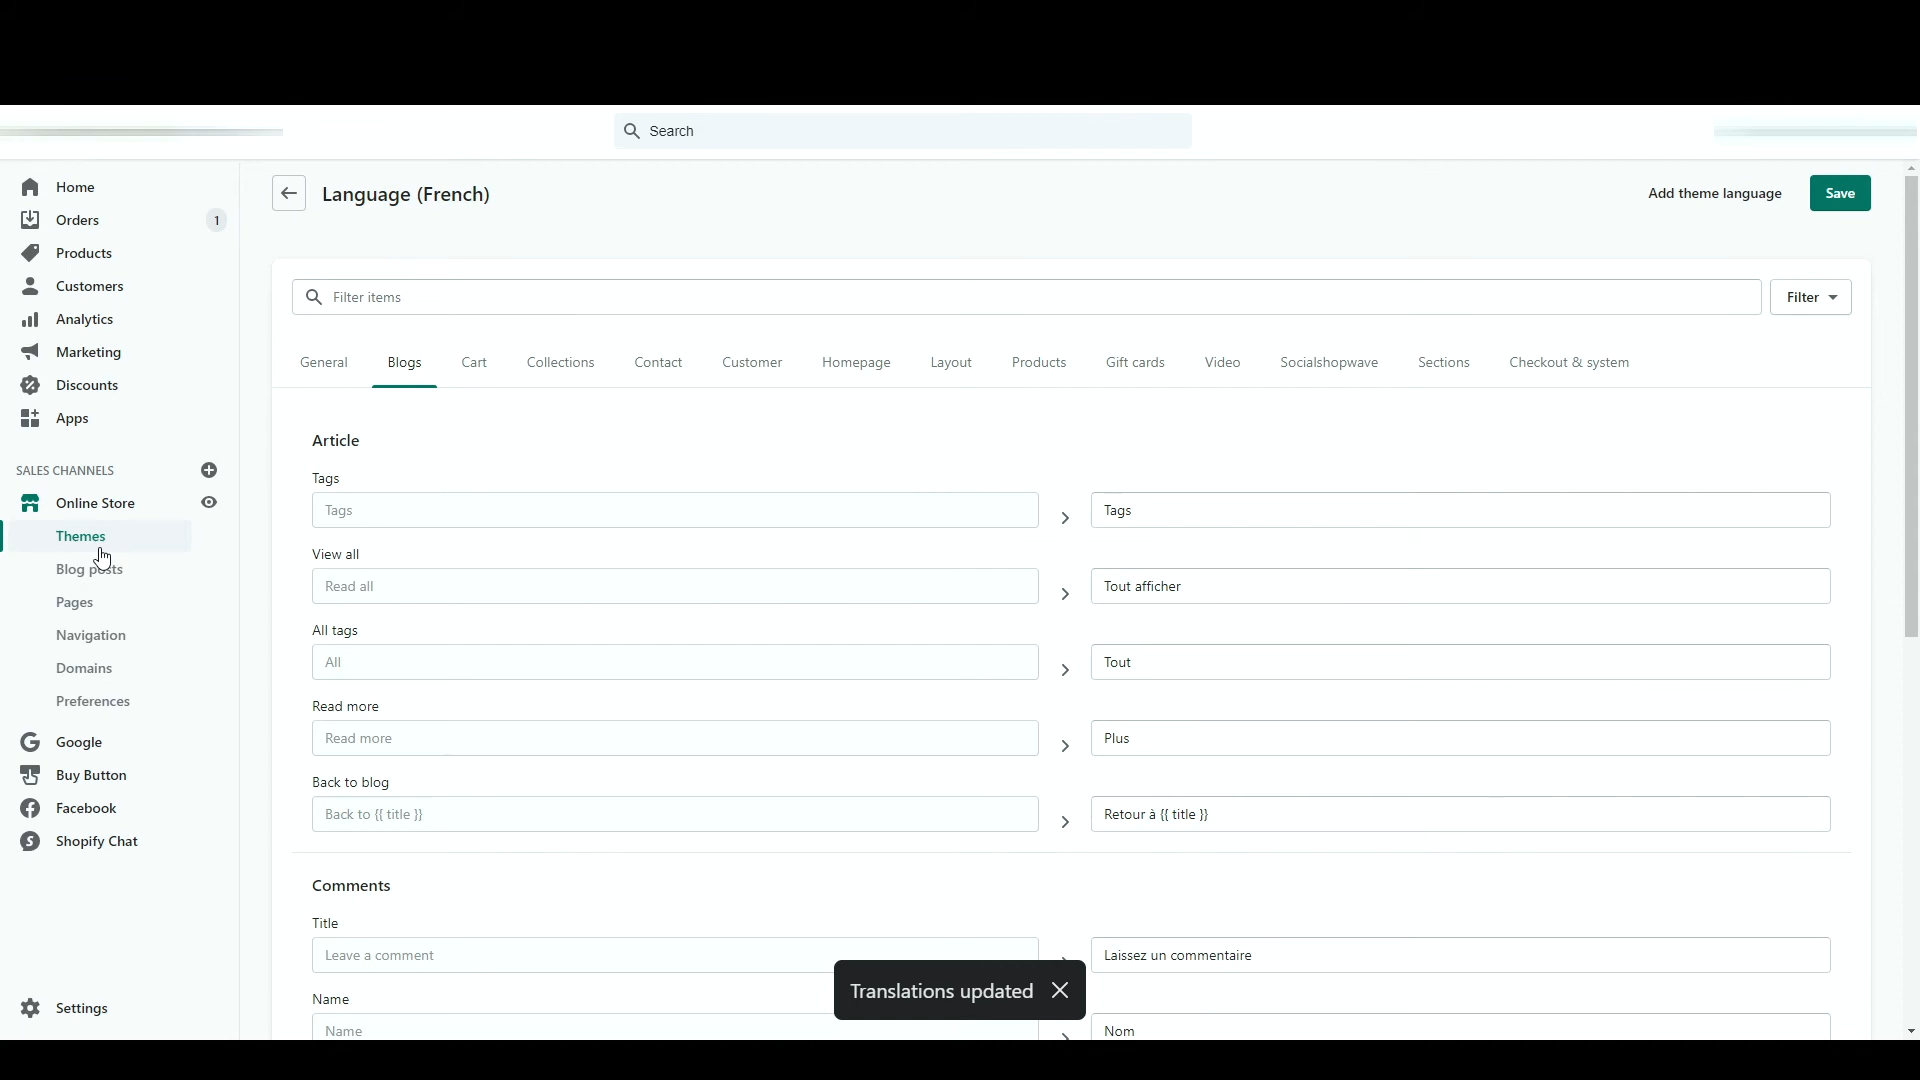 Search
Home
Orders 1
Products
Customers
Analytics
Marketing
Discounts
Apps
SALES CHANNELS
Online Store
Themes
Blog posts
Pages
Navigation
Domains
Preferences
Google
Buy Button
Facebook
Shopify Chat
Settings
Language (French)
Add theme language
Save
Filter items
Filter
General Blogs Cart Collections Contact Customer Homepage Layout Products Gift cards Video Socialshopwave Sections Checkout & system
Article
Tags
Tags Tags
View all
Read all Tout afficher
All tags
All Tout
Read more
Read more Plus
Back to blog
Back to {{ title }} Retour à {{ title }}
Comments
Title
Leave a comment Laissez un commentaire
Name
Name Nom
Translations updated